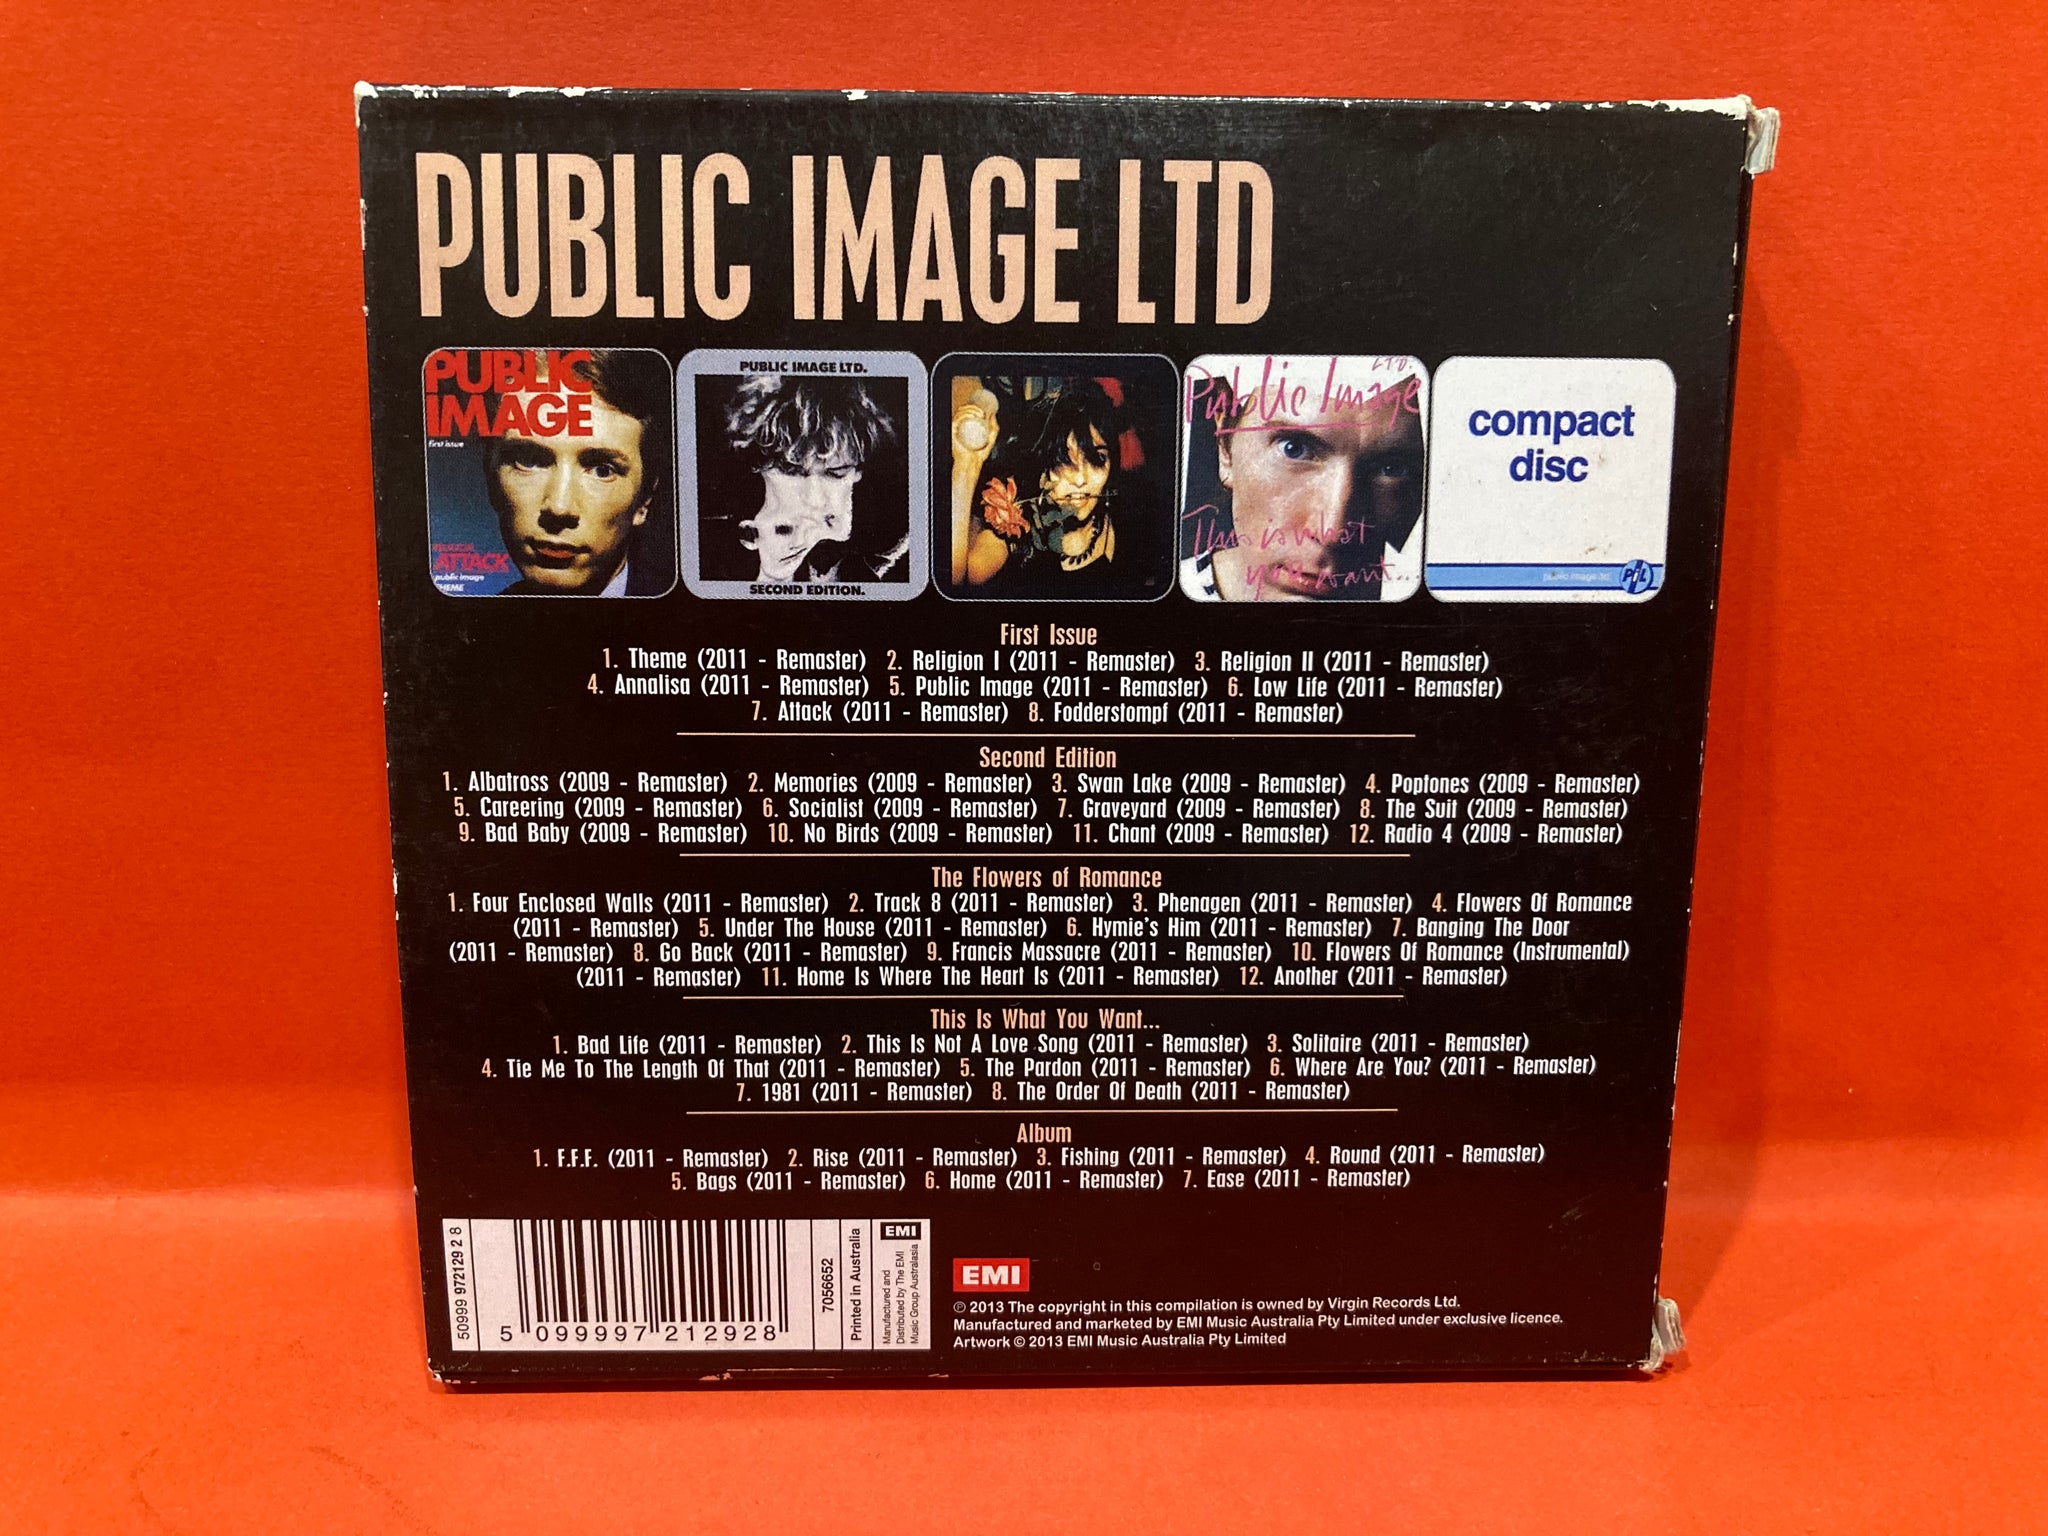 PUBLIC IMAGE LTD
PUBLIC
IMAGE
first issue
ATTACK
public image
THEME
PUBLIC IMAGE LTD.
SECOND EDITION.
Public Image
LTD.
This is what
you want...
compact
disc
public image ltd.
PiL
First Issue
1. Theme (2011 - Remaster) 2. Religion I (2011 - Remaster) 3. Religion II (2011 - Remaster)
4. Annalisa (2011 - Remaster) 5. Public Image (2011 - Remaster) 6. Low Life (2011 - Remaster)
7. Attack (2011 - Remaster) 8. Fodderstompf (2011 - Remaster)
Second Edition
1. Albatross (2009 - Remaster) 2. Memories (2009 - Remaster) 3. Swan Lake (2009 - Remaster) 4. Poptones (2009 - Remaster)
5. Careering (2009 - Remaster) 6. Socialist (2009 - Remaster) 7. Graveyard (2009 - Remaster) 8. The Suit (2009 - Remaster)
9. Bad Baby (2009 - Remaster) 10. No Birds (2009 - Remaster) 11. Chant (2009 - Remaster) 12. Radio 4 (2009 - Remaster)
The Flowers of Romance
1. Four Enclosed Walls (2011 - Remaster) 2. Track 8 (2011 - Remaster) 3. Phenagen (2011 - Remaster) 4. Flowers Of Romance
(2011 - Remaster) 5. Under The House (2011 - Remaster) 6. Hymie's Him (2011 - Remaster) 7. Banging The Door
(2011 - Remaster) 8. Go Back (2011 - Remaster) 9. Francis Massacre (2011 - Remaster) 10. Flowers Of Romance (Instrumental)
(2011 - Remaster) 11. Home Is Where The Heart Is (2011 - Remaster) 12. Another (2011 - Remaster)
This Is What You Want...
1. Bad Life (2011 - Remaster) 2. This Is Not A Love Song (2011 - Remaster) 3. Solitaire (2011 - Remaster)
4. Tie Me To The Length Of That (2011 - Remaster) 5. The Pardon (2011 - Remaster) 6. Where Are You? (2011 - Remaster)
7. 1981 (2011 - Remaster) 8. The Order Of Death (2011 - Remaster)
Album
1. F.F.F. (2011 - Remaster) 2. Rise (2011 - Remaster) 3. Fishing (2011 - Remaster) 4. Round (2011 - Remaster)
5. Bags (2011 - Remaster) 6. Home (2011 - Remaster) 7. Ease (2011 - Remaster)
50999 972129 2 8
5 099997 212928
7056652
Printed in Australia
EMI
Manufactured and
Distributed by The EMI
Music Group Australasia
EMI
℗ 2013 The copyright in this compilation is owned by Virgin Records Ltd.
Manufactured and marketed by EMI Music Australia Pty Limited under exclusive licence.
Artwork © 2013 EMI Music Australia Pty Limited